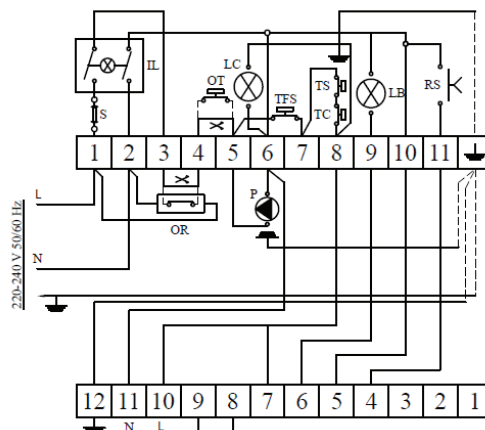 IL
OT
LC
TFS
TS
TC
LB
RS
S
1 2 3 4 5 6 7 8 9 10 11
L
P
OR
220-240 V 50/60 Hz
N
12 11 10 9 8 7 6 5 4 3 2 1
N L